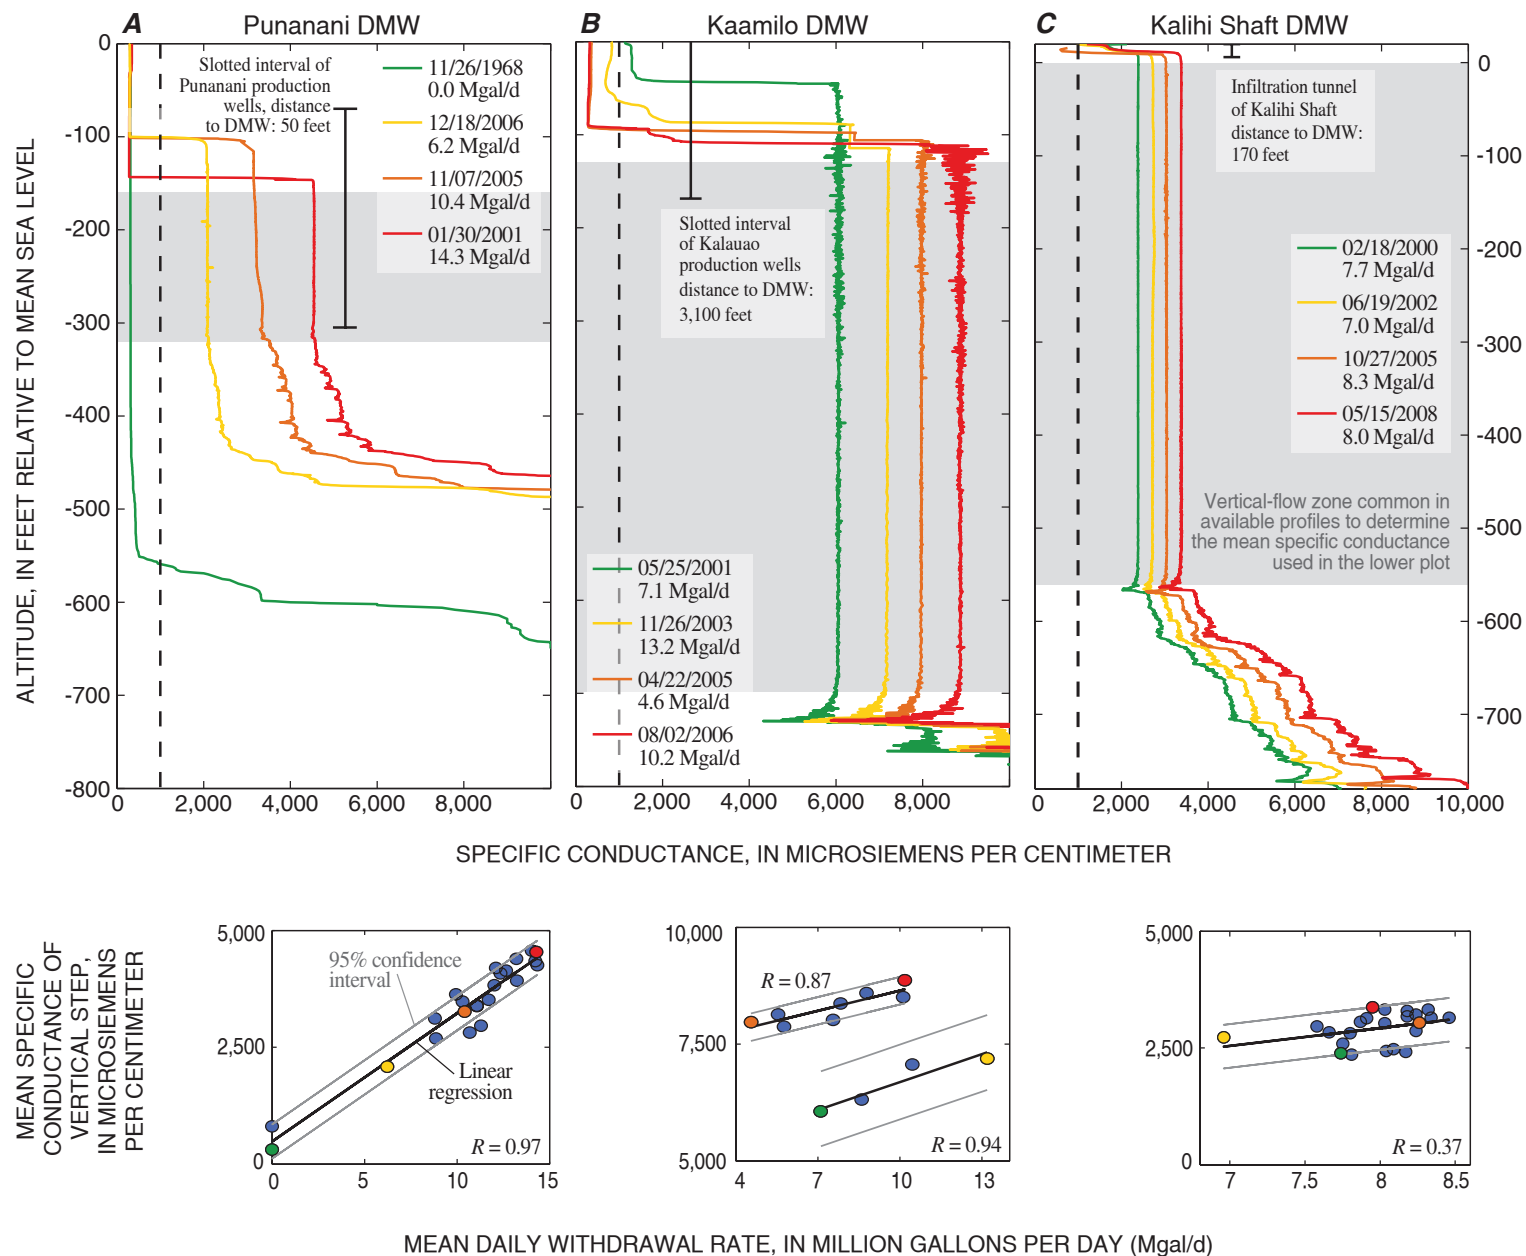 A Punanani DMW
B Kaamilo DMW
C Kalihi Shaft DMW
ALTITUDE, IN FEET RELATIVE TO MEAN SEA LEVEL
0
-100
-200
-300
-400
-500
-600
-700
-800
Slotted interval of
Punanani production
wells, distance
to DMW: 50 feet
11/26/1968
0.0 Mgal/d
12/18/2006
6.2 Mgal/d
11/07/2005
10.4 Mgal/d
01/30/2001
14.3 Mgal/d
0 2,000 4,000 6,000 8,000
Slotted interval
of Kalauao
production wells
distance to DMW:
3,100 feet
05/25/2001
7.1 Mgal/d
11/26/2003
13.2 Mgal/d
04/22/2005
4.6 Mgal/d
08/02/2006
10.2 Mgal/d
0 2,000 4,000 6,000 8,000
Infiltration tunnel
of Kalihi Shaft
distance to DMW:
170 feet
02/18/2000
7.7 Mgal/d
06/19/2002
7.0 Mgal/d
10/27/2005
8.3 Mgal/d
05/15/2008
8.0 Mgal/d
Vertical-flow zone common in
available profiles to determine
the mean specific conductance
used in the lower plot
0
-100
-200
-300
-400
-500
-600
-700
0 2,000 4,000 6,000 8,000 10,000
SPECIFIC CONDUCTANCE, IN MICROSIEMENS PER CENTIMETER
MEAN SPECIFIC
CONDUCTANCE OF
VERTICAL STEP,
IN MICROSIEMENS
PER CENTIMETER
5,000
2,500
0
95% confidence
interval
Linear
regression
R = 0.97
0 5 10 15
10,000
7,500
5,000
R = 0.87
R = 0.94
4 7 10 13
5,000
2,500
0
R = 0.37
7 7.5 8 8.5
MEAN DAILY WITHDRAWAL RATE, IN MILLION GALLONS PER DAY (Mgal/d)